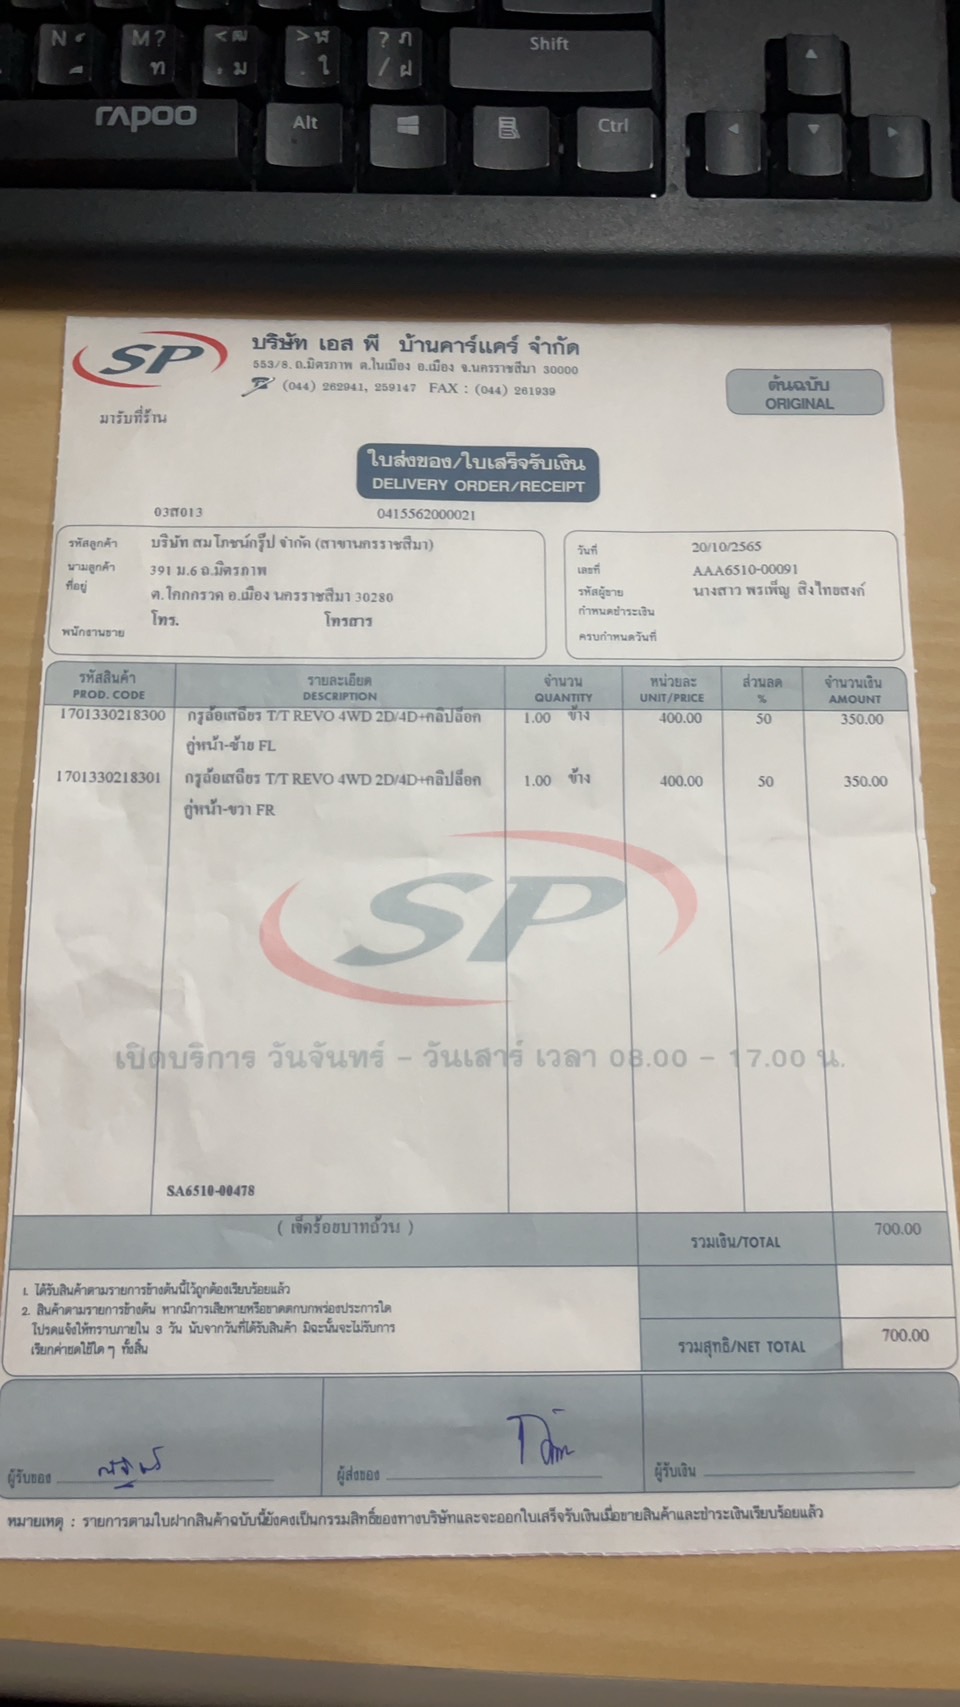 N
M ?
ท
< ฒ
, ม
> ฬ
. ใ
? ฦ
/ ฝ
Shift
rapoo
Alt
Ctrl
SP
บริษัท เอส พี บ้านคาร์แคร์ จำกัด
553/8. ถ.มิตรภาพ ต.ในเมือง อ.เมือง จ.นครราชสีมา 30000
(044) 262941, 259147 FAX : (044) 261939
ต้นฉบับ
ORIGINAL
มารับที่ร้าน
ใบส่งของ/ใบเสร็จรับเงิน
DELIVERY ORDER/RECEIPT
03ส013
0415562000021
รหัสลูกค้า
บริษัท สมโภชน์กรุ๊ป จำกัด (สาขานครราชสีมา)
นามลูกค้า
391 ม.6 ถ.มิตรภาพ
ที่อยู่
ต.โคกกรวด อ.เมือง นครราชสีมา 30280
โทร.
โทรสาร
พนักงานขาย
วันที่
20/10/2565
เลขที่
AAA6510-00091
รหัสผู้ขาย
นางสาว พรเพ็ญ สิงไทยสงค์
กำหนดชำระเงิน
ครบกำหนดวันที่
รหัสสินค้า รายละเอียด จำนวน หน่วยละ ส่วนลด จำนวนเงิน
PROD. CODE DESCRIPTION QUANTITY UNIT/PRICE % AMOUNT
1701330218300 กรูล้อเสถียร T/T REVO 4WD 2D/4D+คลิปล็อค 1.00 ข้าง 400.00 50 350.00
คู่หน้า-ซ้าย FL
1701330218301 กรูล้อเสถียร T/T REVO 4WD 2D/4D+คลิปล็อค 1.00 ข้าง 400.00 50 350.00
คู่หน้า-ขวา FR
SP
เปิดบริการ วันจันทร์ - วันเสาร์ เวลา 08.00 - 17.00 น.
SA6510-00478
( เจ็ดร้อยบาทถ้วน )
รวมเงิน/TOTAL
700.00
1. ได้รับสินค้าตามรายการข้างต้นนี้ไว้ถูกต้องเรียบร้อยแล้ว
2. สินค้าตามรายการข้างต้น หากมีการเสียหายหรือขาดตกบกพร่องประการใด
โปรดแจ้งให้ทราบภายใน 3 วัน นับจากวันที่ได้รับสินค้า มิฉะนั้นจะไม่รับการ
เรียกค่าชดใช้ใด ๆ ทั้งสิ้น
รวมสุทธิ/NET TOTAL
700.00
ผู้รับของ
ผู้ส่งของ
ผู้รับเงิน
หมายเหตุ : รายการตามใบฝากสินค้าฉบับนี้ยังคงเป็นกรรมสิทธิ์ของทางบริษัทและจะออกใบเสร็จรับเงินเมื่อขายสินค้าและชำระเงินเรียบร้อยแล้ว